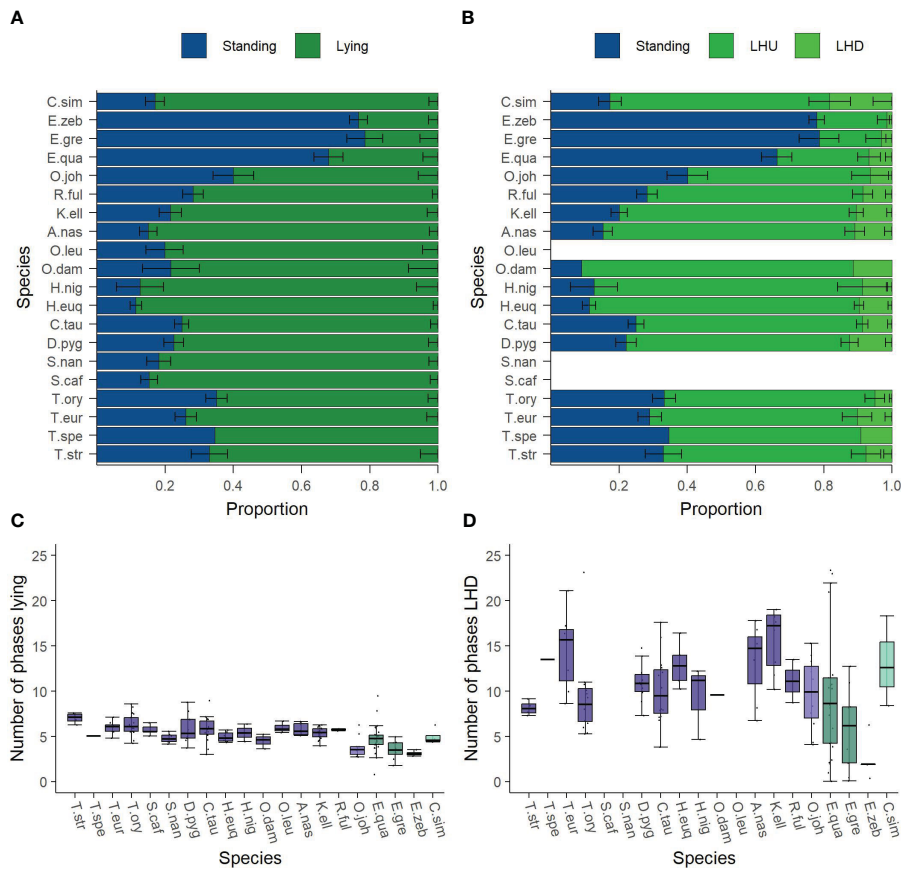 A
Standing Lying
C.sim
E.zeb
E.gre
E.qua
O.joh
R.ful
K.ell
A.nas
O.leu
O.dam
H.nig
H.euq
C.tau
D.pyg
S.nan
S.caf
T.ory
T.eur
T.spe
T.str
Species
0.2 0.4 0.6 0.8 1.0
Proportion
B
Standing LHU LHD
C.sim
E.zeb
E.gre
E.qua
O.joh
R.ful
K.ell
A.nas
O.leu
O.dam
H.nig
H.euq
C.tau
D.pyg
S.nan
S.caf
T.ory
T.eur
T.spe
T.str
Species
0.2 0.4 0.6 0.8 1.0
Proportion
C
Number of phases lying
25
20
15
10
5
0
T.str T.spe T.eur T.ory S.caf S.nan D.pyg C.tau H.euq H.nig O.dam O.leu A.nas K.ell R.ful O.joh E.qua E.gre E.zeb C.sim
Species
D
Number of phases LHD
25
20
15
10
5
0
T.str T.spe T.eur T.ory S.caf S.nan D.pyg C.tau H.euq H.nig O.dam O.leu A.nas K.ell R.ful O.joh E.qua E.gre E.zeb C.sim
Species